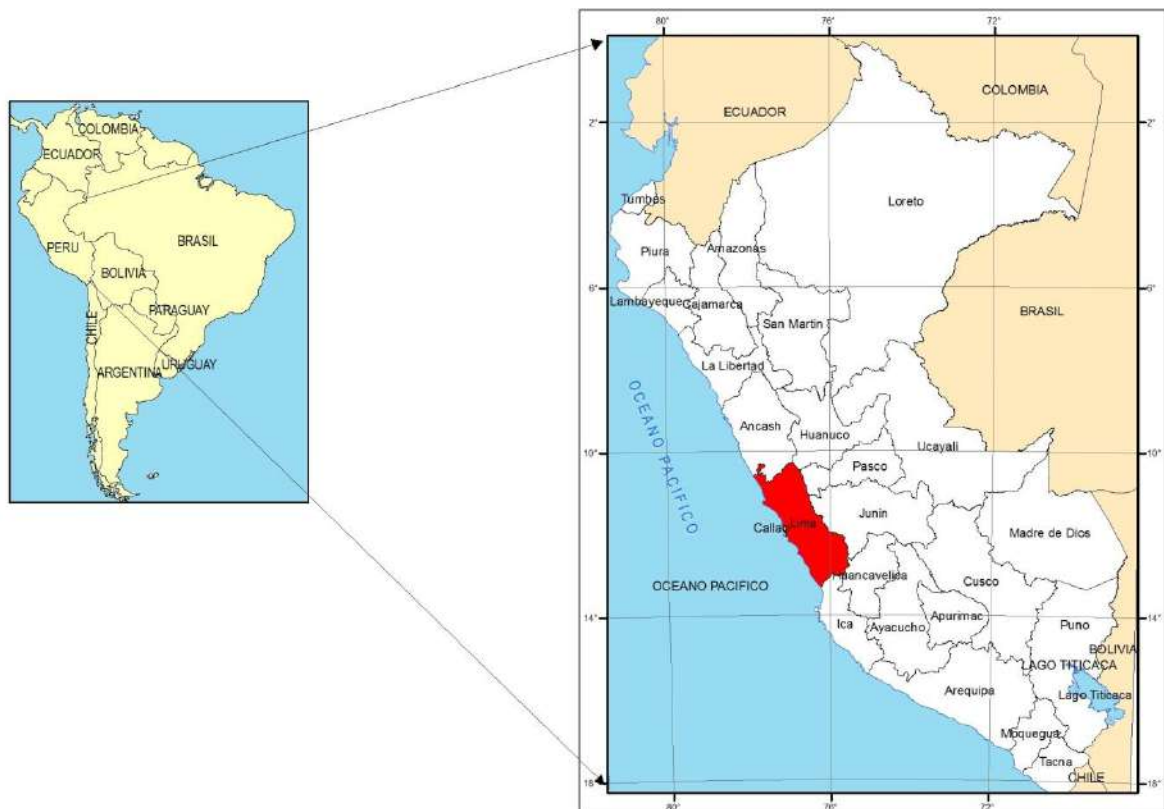 COLOMBIA
ECUADOR
PERU
BRASIL
BOLIVIA
PARAGUAY
CHILE
URUGUAY
ARGENTINA
80°
76°
72°
COLOMBIA
ECUADOR
2°
2°
Tumbes
Loreto
Piura
Amazonas
6°
Lambayeque
Cajamarca
6°
San Martin
BRASIL
La Libertad
OCEANO PACIFICO
Ancash
Huanuco
Ucayali
10°
10°
Pasco
Callao
Lima
Junin
Madre de Dios
OCEANO PACIFICO
Huancavelica
Cusco
14°
14°
Ica
Ayacucho
Apurimac
Puno
BOLIVIA
LAGO TITICACA
Arequipa
Lago Titicaca
Moquegua
Tacna
18°
18°
CHILE
80°
76°
72°